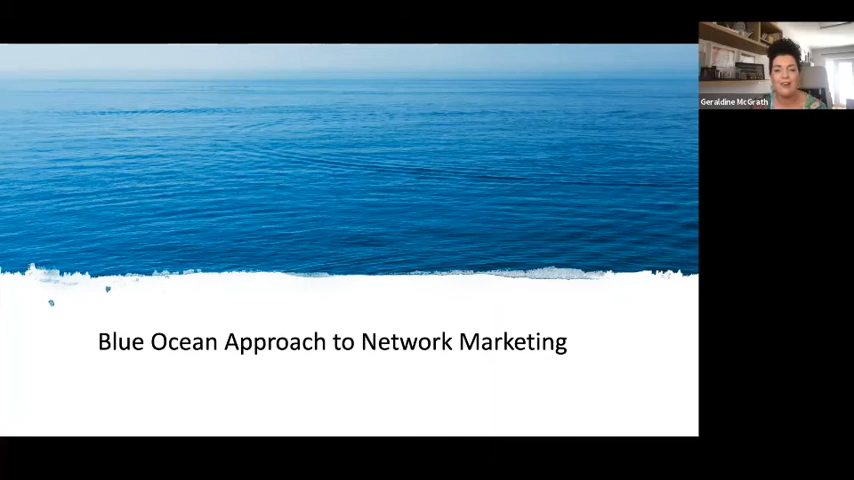 Geraldine McGrath
Blue Ocean Approach to Network Marketing